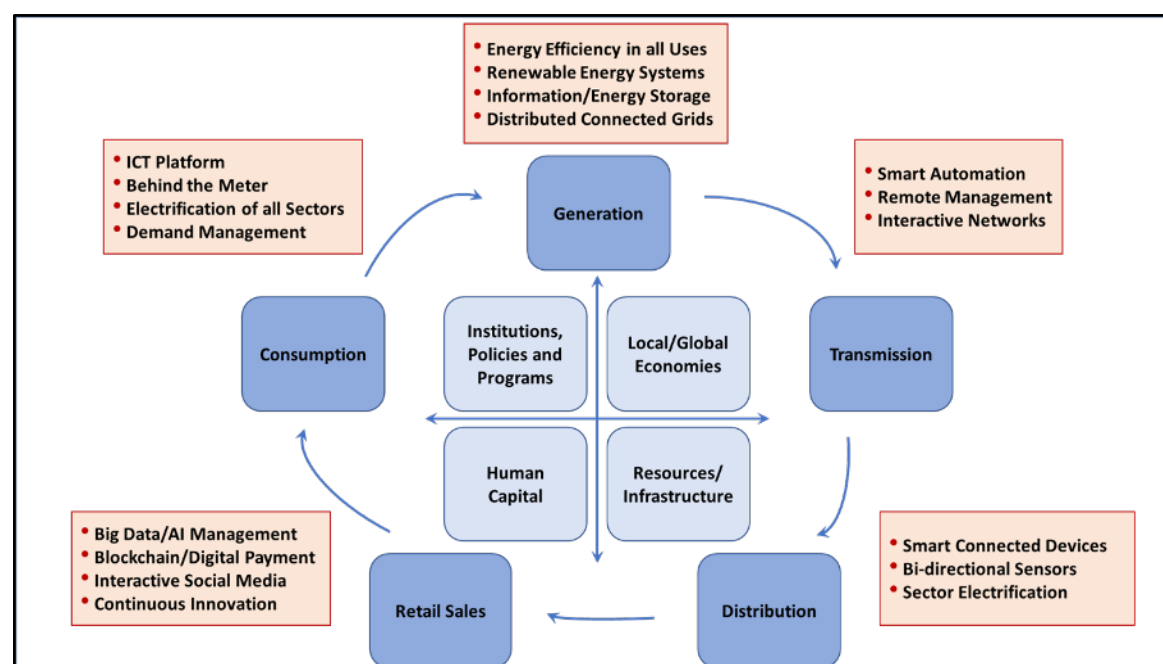 • Energy Efficiency in all Uses
• Renewable Energy Systems
• Information/Energy Storage
• Distributed Connected Grids
• ICT Platform
• Behind the Meter
• Electrification of all Sectors
• Demand Management
Generation
• Smart Automation
• Remote Management
• Interactive Networks
Consumption
Institutions,
Policies and
Programs
Local/Global
Economies
Transmission
Human
Capital
Resources/
Infrastructure
• Big Data/AI Management
• Blockchain/Digital Payment
• Interactive Social Media
• Continuous Innovation
Retail Sales
Distribution
• Smart Connected Devices
• Bi-directional Sensors
• Sector Electrification